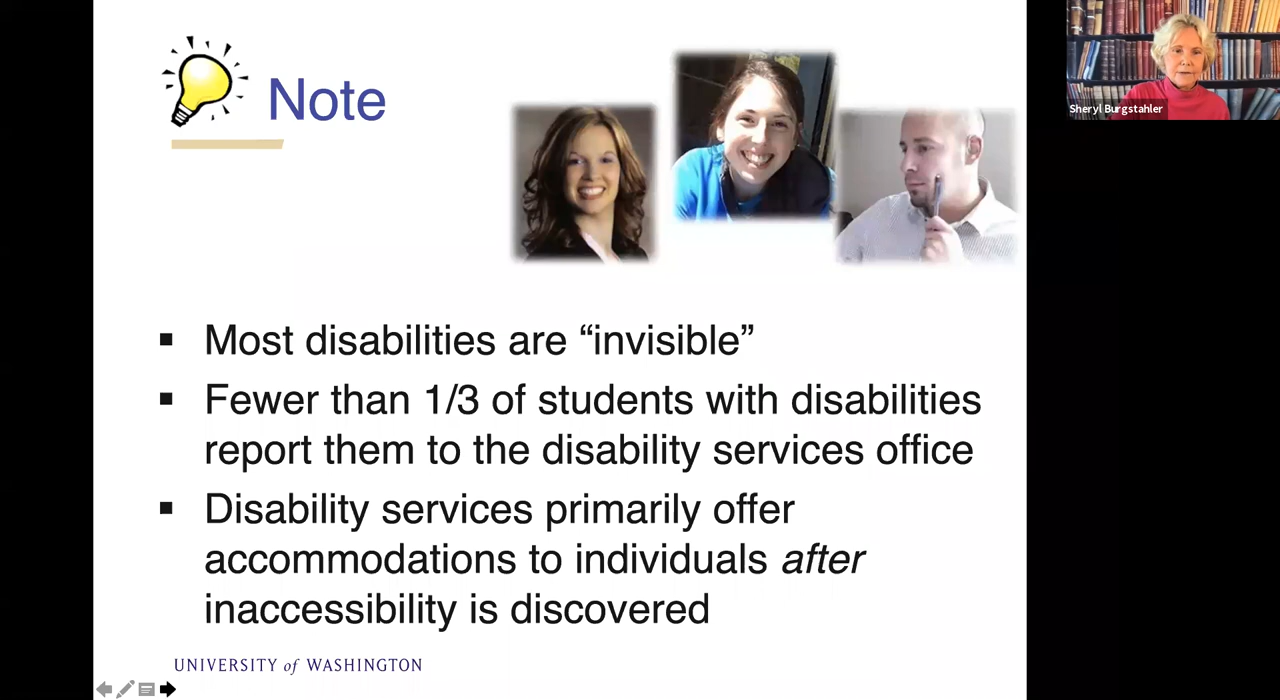 Note
Sheryl Burgstahler
▪ Most disabilities are “invisible”
▪ Fewer than 1/3 of students with disabilities
report them to the disability services office
▪ Disability services primarily offer
accommodations to individuals after
inaccessibility is discovered
UNIVERSITY of WASHINGTON